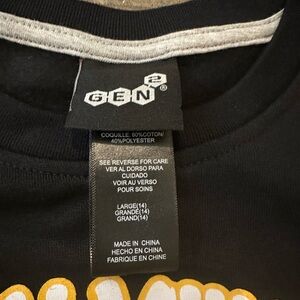 GEN2®
COQUILLE: 60%COTON/
40%POLYESTER
SEE REVERSE FOR CARE
VER AL DORSO PARA
CUIDADO
VOIR AU VERSO
POUR SOINS
LARGE(14)
GRANDE(14)
GRAND(14)
MADE IN CHINA
HECHO EN CHINA
FABRIQUE EN CHINE